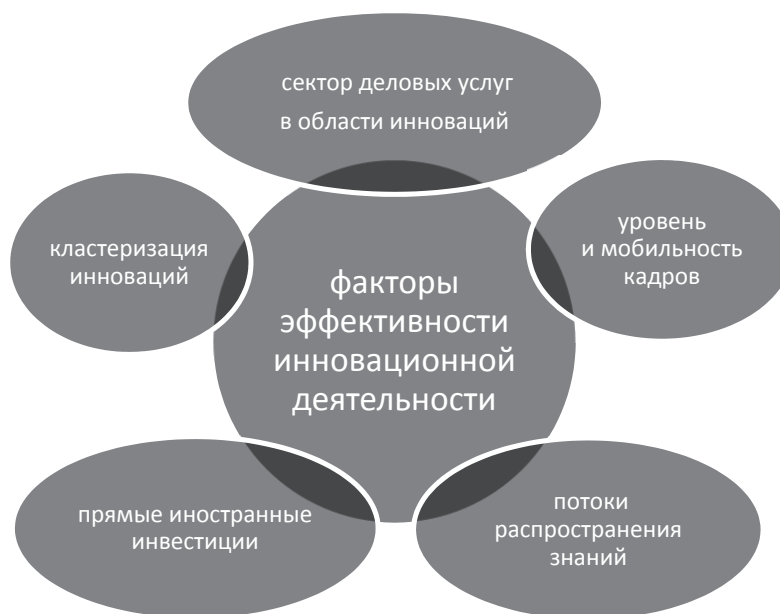 сектор деловых услуг
в области инноваций
кластеризация
инноваций
уровень
и мобильность
кадров
факторы
эффективности
инновационной
деятельности
прямые иностранные
инвестиции
потоки
распространения
знаний